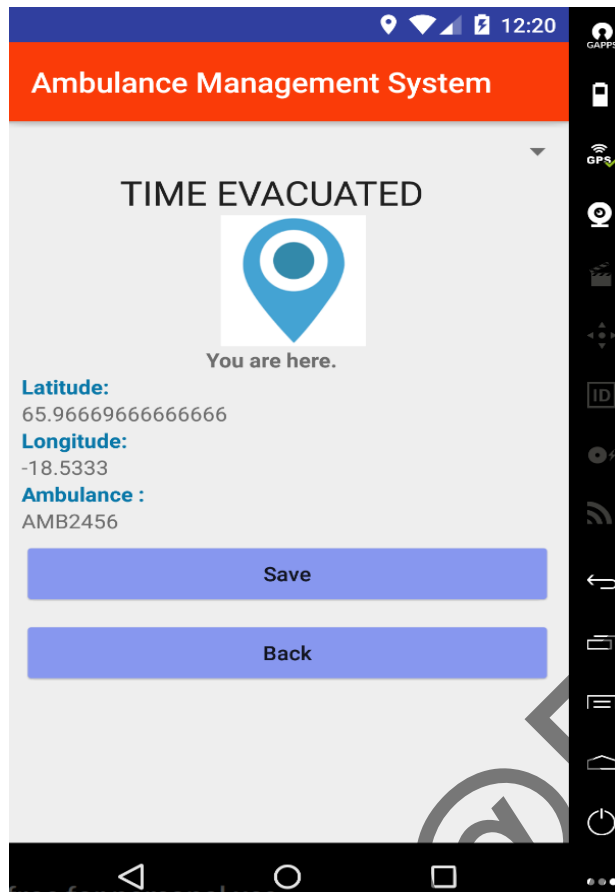 12:20
Ambulance Management System
GAPPS
GPS
TIME EVACUATED
You are here.
Latitude:
65.96669666666666
Longitude:
-18.5333
ID
Ambulance :
AMB2456
Save
Back